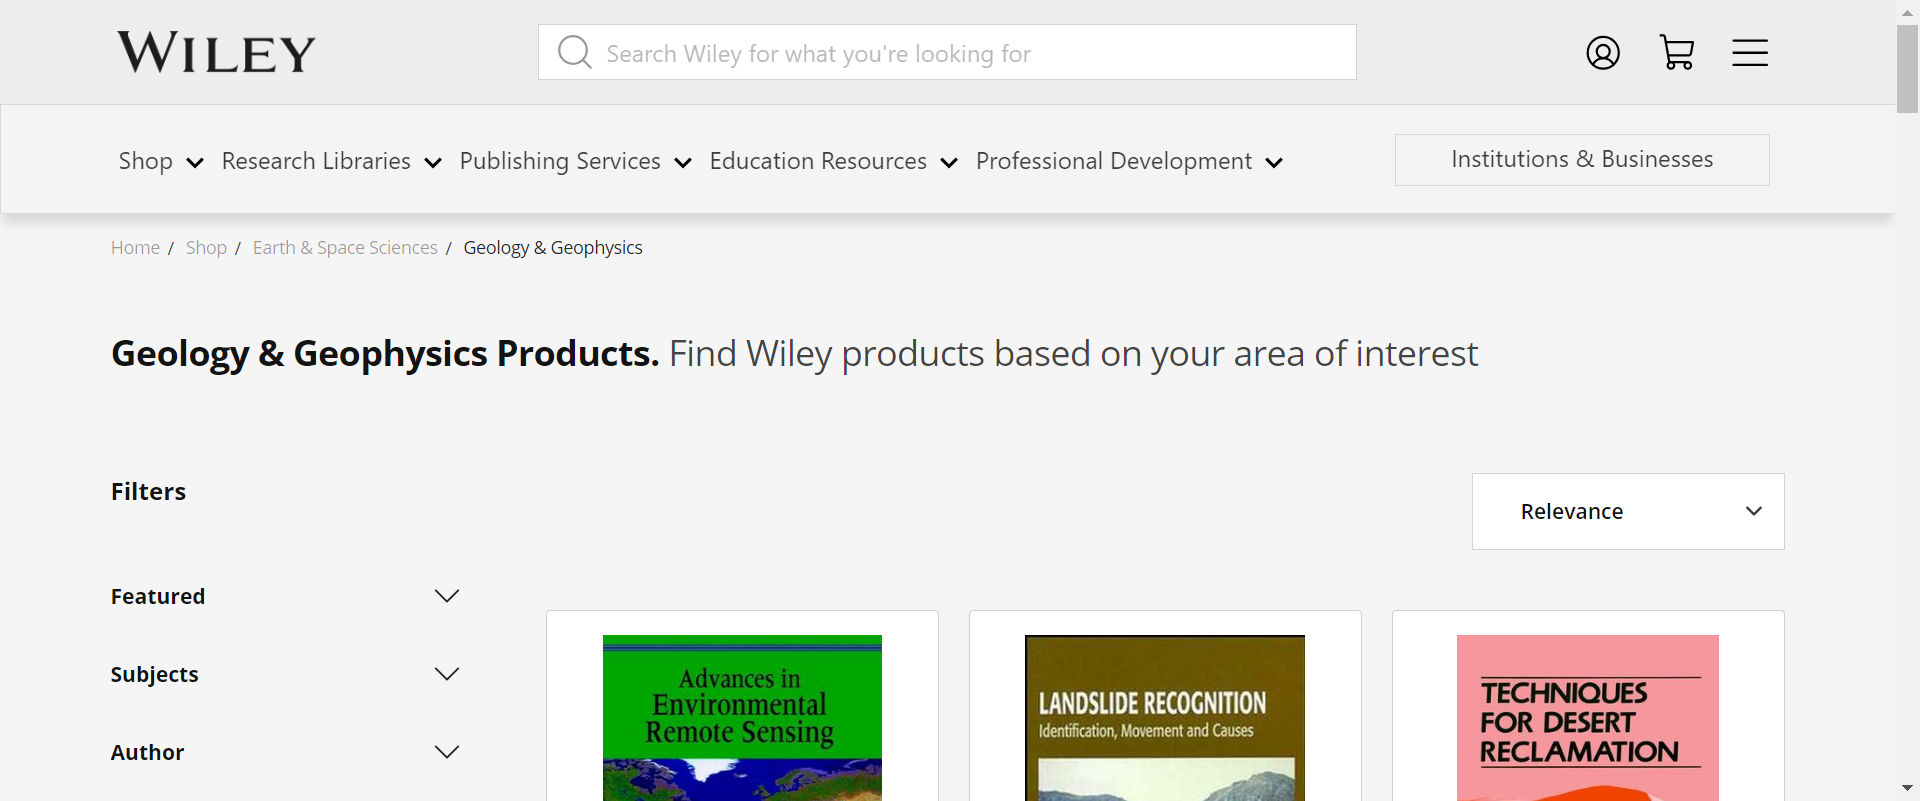 WILEY
Search Wiley for what you're looking for
Shop Research Libraries Publishing Services Education Resources Professional Development Institutions & Businesses
Home / Shop / Earth & Space Sciences / Geology & Geophysics
Geology & Geophysics Products. Find Wiley products based on your area of interest
Filters
Relevance
Featured
Subjects
Author
Advances in
Environmental
Remote Sensing
LANDSLIDE RECOGNITION
Identification, Movement and Causes
TECHNIQUES
FOR DESERT
RECLAMATION